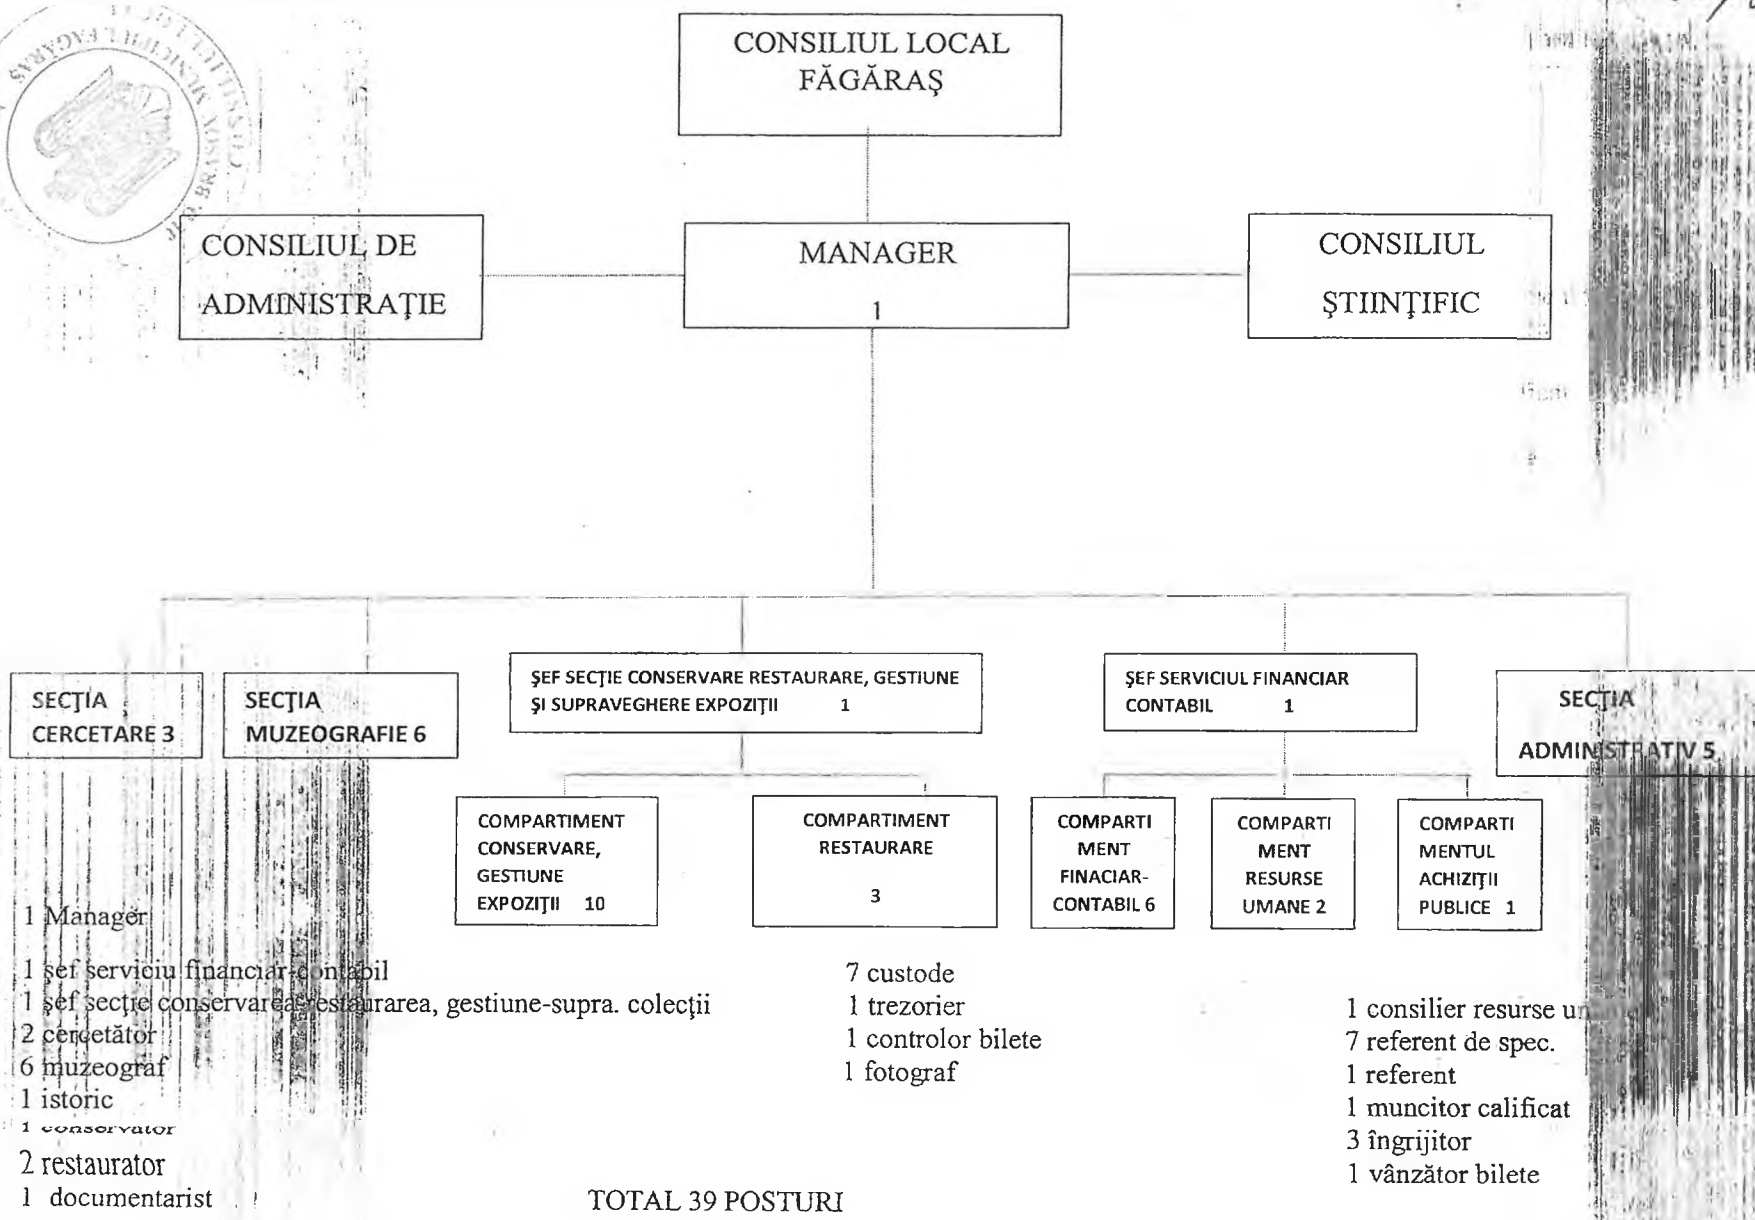 CONSILIUL LOCAL
FĂGĂRAŞ
CONSILIUL DE
ADMINISTRAŢIE
MANAGER
1
CONSILIUL
ŞTIINŢIFIC
SECŢIA
CERCETARE 3
SECŢIA
MUZEOGRAFIE 6
ŞEF SECŢIE CONSERVARE RESTAURARE, GESTIUNE
ŞI SUPRAVEGHERE EXPOZIŢII 1
ŞEF SERVICIUL FINANCIAR
CONTABIL 1
SECŢIA
ADMINISTRATIV 5
COMPARTIMENT
CONSERVARE,
GESTIUNE
EXPOZIŢII 10
COMPARTIMENT
RESTAURARE
3
COMPARTI
MENT
FINACIAR-
CONTABIL 6
COMPARTI
MENT
RESURSE
UMANE 2
COMPARTI
MENTUL
ACHIZIŢII
PUBLICE 1
1 Manager
1 şef serviciu financiar-contabil
1 şef secţie conservarea restaurarea, gestiune-supra. colecţii
2 cercetător
6 muzeograf
1 istoric
1 conservator
2 restaurator
1 documentarist
7 custode
1 trezorier
1 controlor bilete
1 fotograf
1 consilier resurse
7 referent de spec.
1 referent
1 muncitor calificat
3 îngrijitor
1 vânzător bilete
TOTAL 39 POSTURI